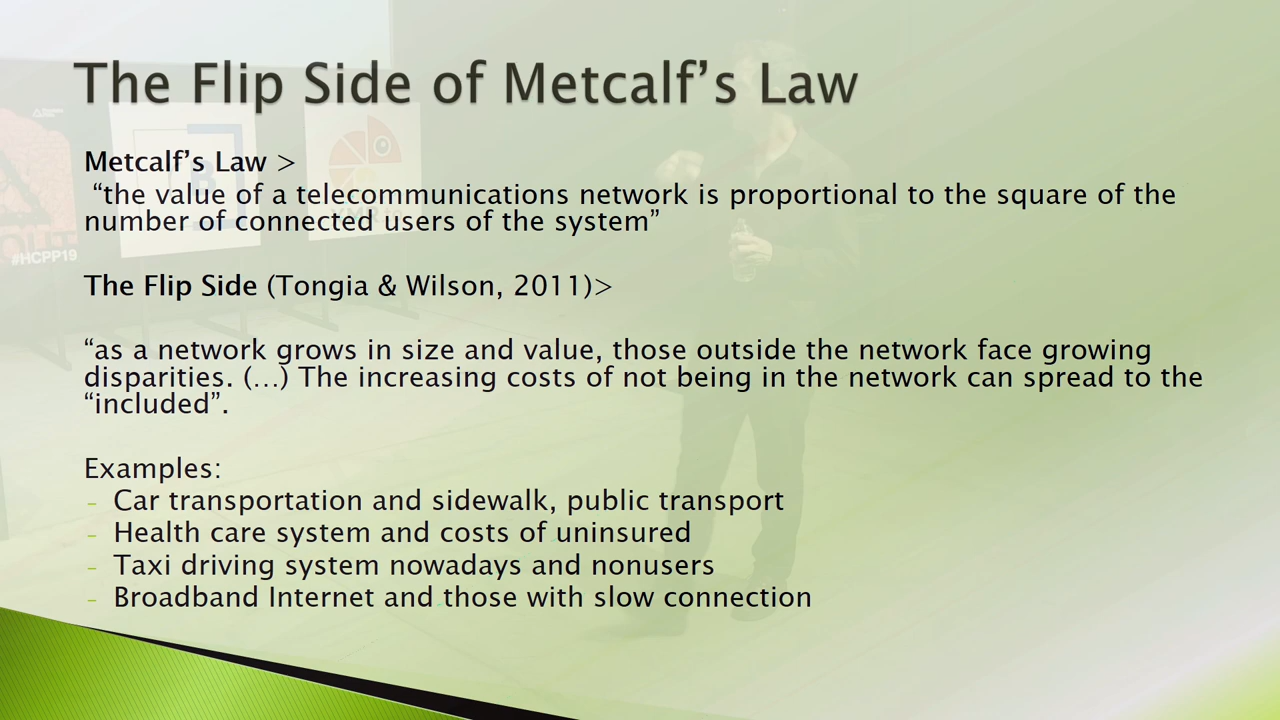 The Flip Side of Metcalf’s Law
Metcalf’s Law >
“the value of a telecommunications network is proportional to the square of the
number of connected users of the system”
#HCPP19
The Flip Side (Tongia & Wilson, 2011)>
“as a network grows in size and value, those outside the network face growing
disparities. (…) The increasing costs of not being in the network can spread to the
“included”.
Examples:
– Car transportation and sidewalk, public transport
– Health care system and costs of uninsured
– Taxi driving system nowadays and nonusers
– Broadband Internet and those with slow connection